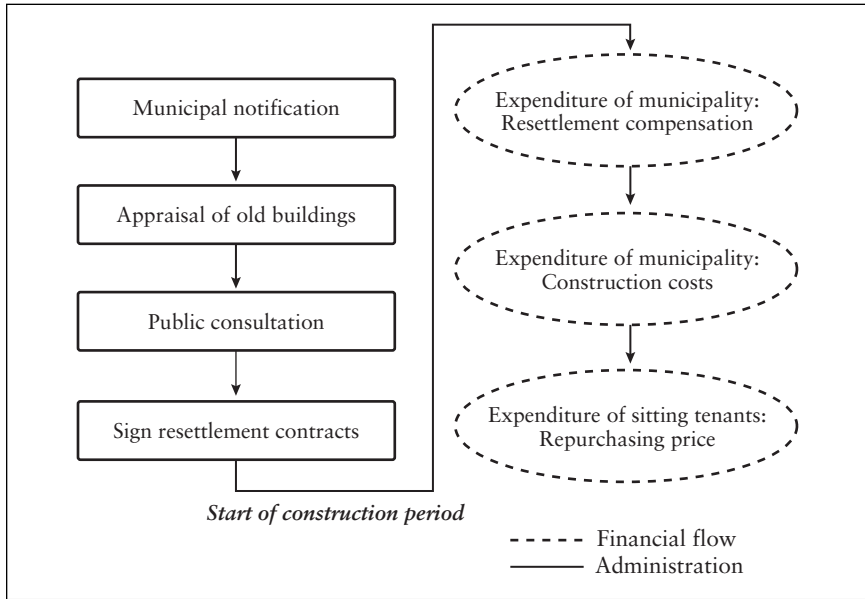 Municipal notification
Appraisal of old buildings
Public consultation
Sign resettlement contracts
Start of construction period
Expenditure of municipality:
Resettlement compensation
Expenditure of municipality:
Construction costs
Expenditure of sitting tenants:
Repurchasing price
Financial flow
Administration